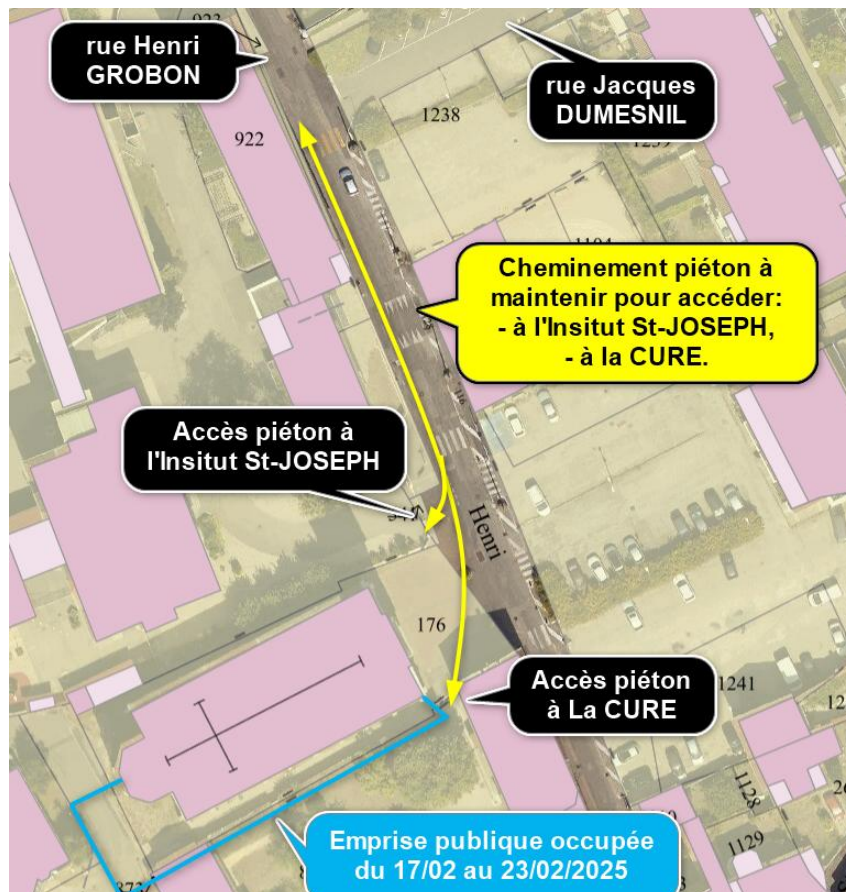 rue Henri
GROBON
rue Jacques
DUMESNIL
1238
922
Cheminement piéton à
maintenir pour accéder:
- à l'Insitut St-JOSEPH,
- à la CURE.
Accès piéton à
l'Insitut St-JOSEPH
Henri
176
Accès piéton
à La CURE
1241
1128
1129
Emprise publique occupée
du 17/02 au 23/02/2025